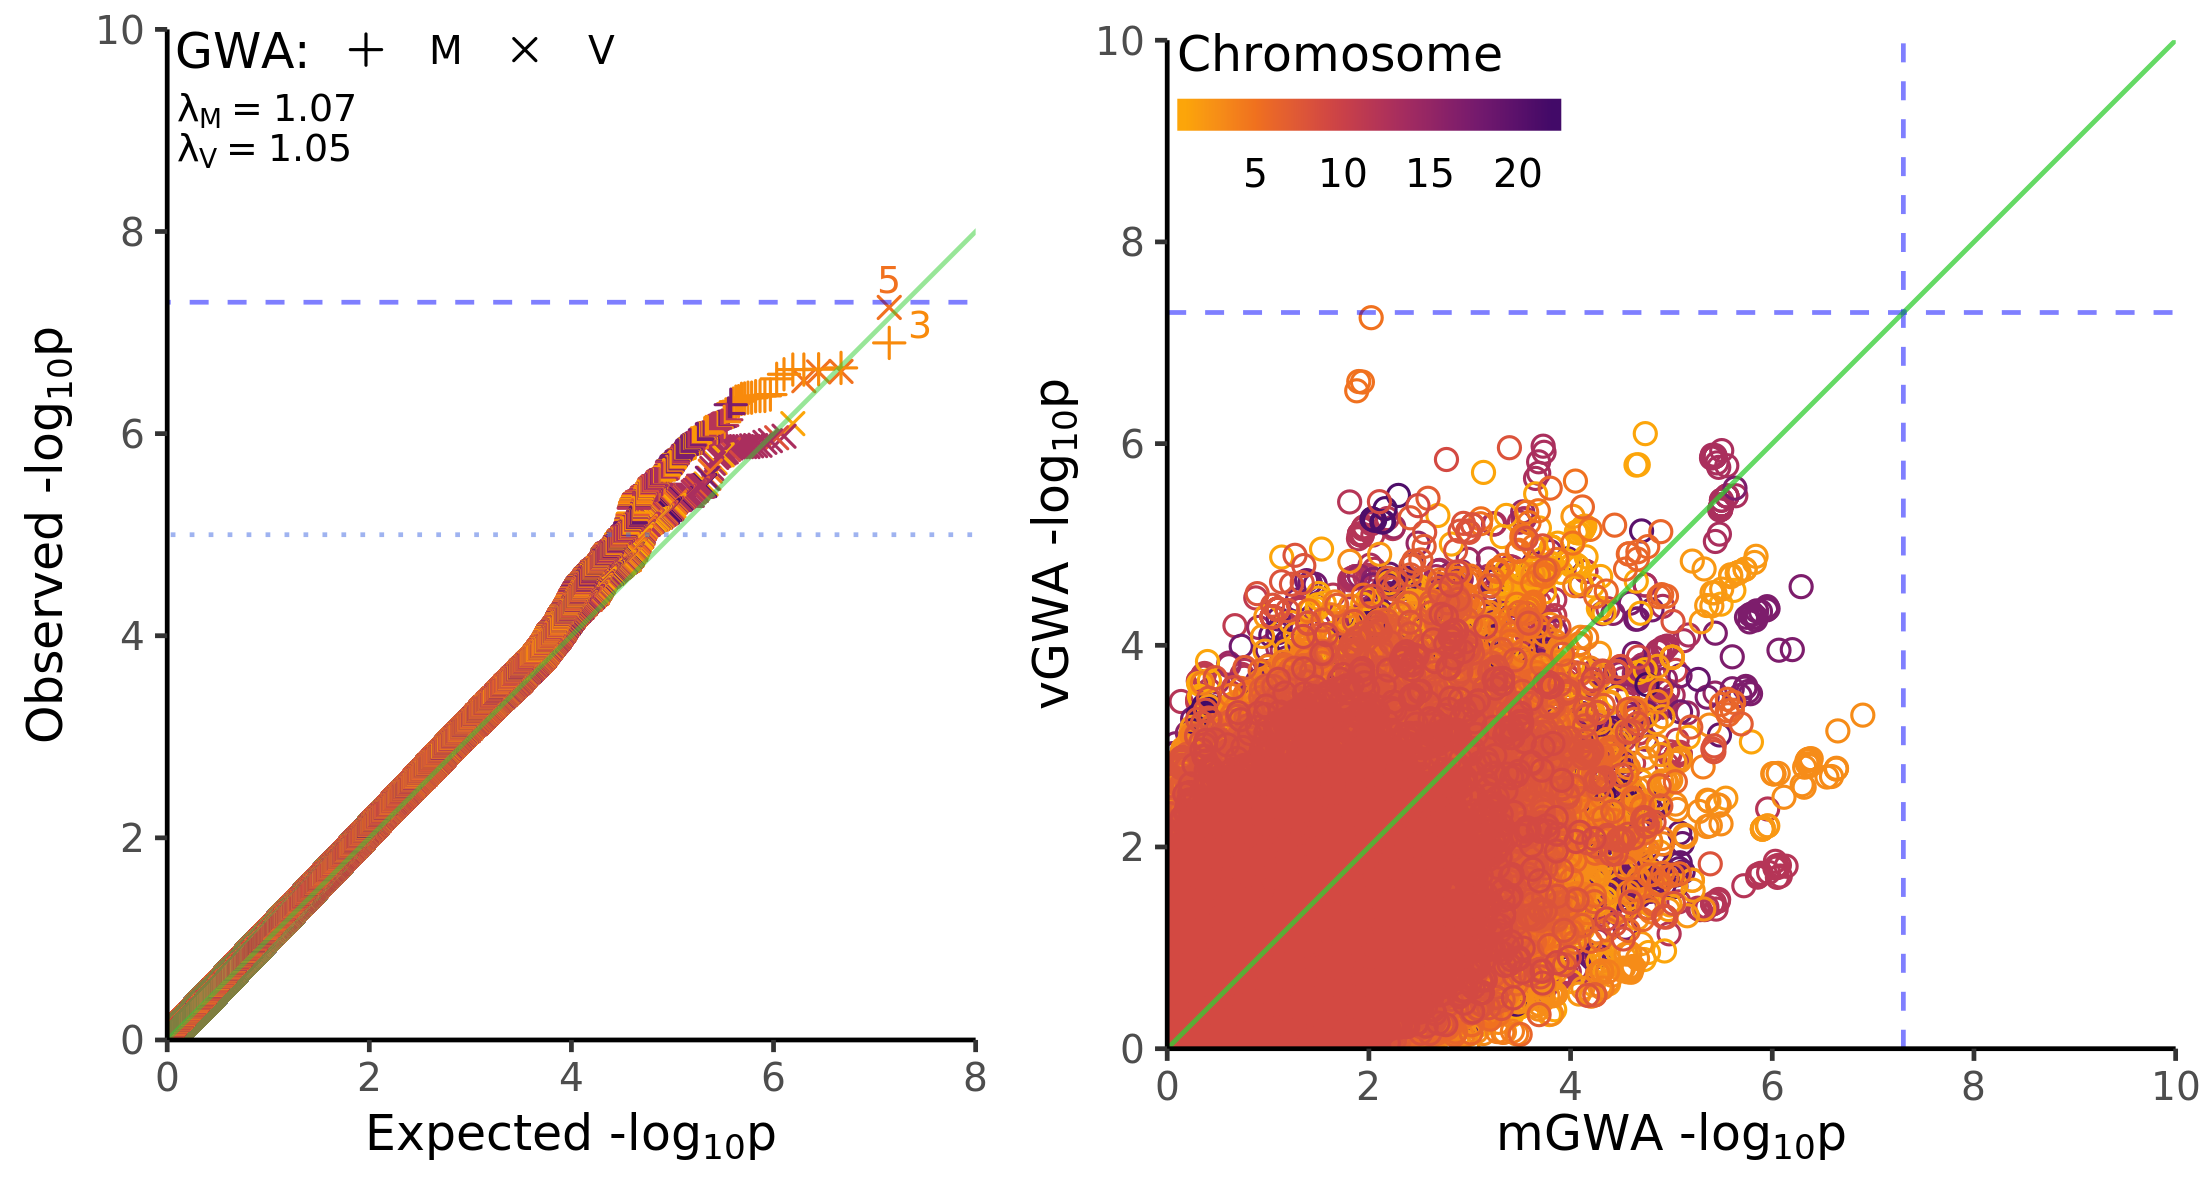 10
GWA: + M × V
λM = 1.07
λV = 1.05
8
6
4
2
0
5
3
0 2 4 6 8
Expected -log10p
Observed -log10p
10
Chromosome
5 10 15 20
8
6
4
2
0
0 2 4 6 8 10
mGWA -log10p
vGWA -log10p